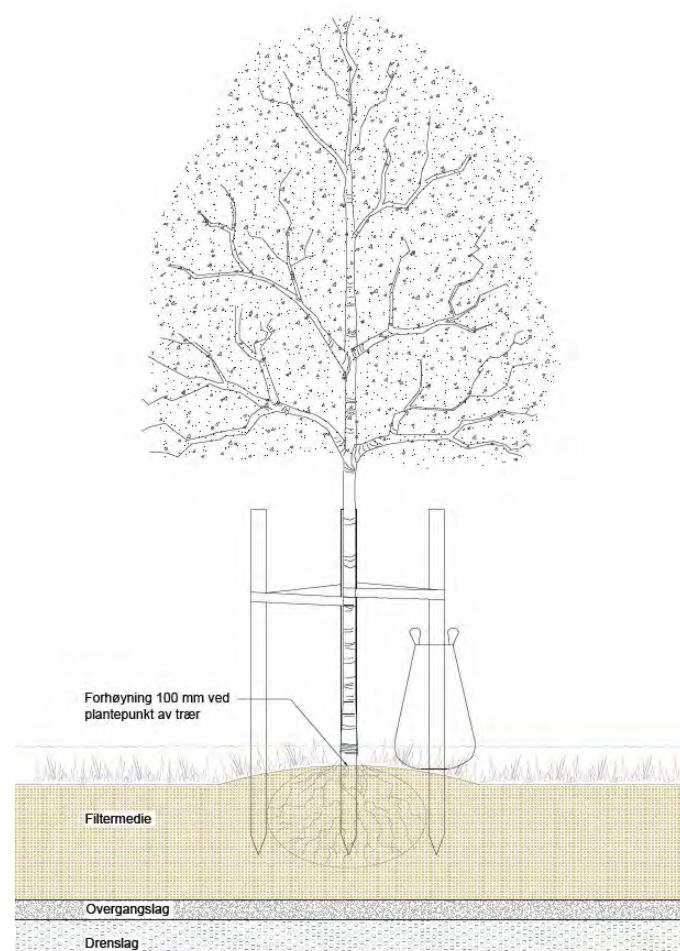 Forhøyning 100 mm ved
plantepunkt av trær
Filtermedie
Overgangslag
Drenslag